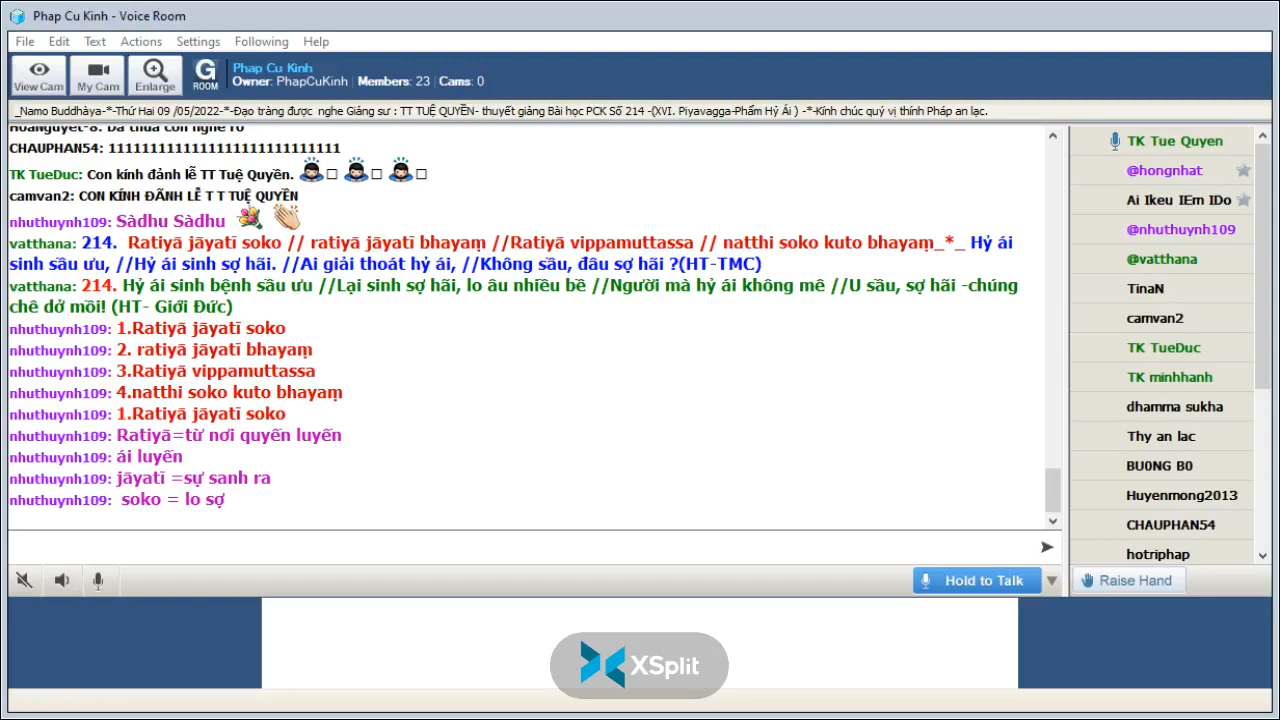 Phap Cu Kinh - Voice Room
File Edit Text Actions Settings Following Help
View Cam My Cam Enlarge G ROOM
Phap Cu Kinh
Owner: PhapCuKinh | Members: 23 | Cams: 0
_Namo Buddhàya-*-Thứ Hai 09 /05/2022-*-Đạo tràng được nghe Giảng sư : TT TUỆ QUYỀN- thuyết giảng Bài học PCK Số 214 -(XVI. Piyavagga-Phẩm Hỷ Ái ) -*-Kính chúc quý vị thính Pháp an lạc.
CHAUPHAN54: 1111111111111111111111111111
TK TueDuc: Con kính đảnh lễ TT Tuệ Quyền.
camvan2: CON KÍNH ĐÃNH LỄ T T TUỆ QUYỀN
nhuthuynh109: Sàdhu Sàdhu
vatthana: 214. Ratiyā jāyatī soko // ratiyā jāyatī bhayaṃ //Ratiyā vippamuttassa // natthi soko kuto bhayaṃ_*_ Hỷ ái
sinh sầu ưu, //Hỷ ái sinh sợ hãi. //Ai giải thoát hỷ ái, //Không sầu, đâu sợ hãi ?(HT-TMC)
vatthana: 214. Hỷ ái sinh bệnh sầu ưu //Lại sinh sợ hãi, lo âu nhiều bề //Người mà hỷ ái không mê //U sầu, sợ hãi -chúng
chê dở mồi! (HT- Giới Đức)
nhuthuynh109: 1.Ratiyā jāyatī soko
nhuthuynh109: 2. ratiyā jāyatī bhayaṃ
nhuthuynh109: 3.Ratiyā vippamuttassa
nhuthuynh109: 4.natthi soko kuto bhayaṃ
nhuthuynh109: 1.Ratiyā jāyatī soko
nhuthuynh109: Ratiyā=từ nơi quyến luyến
nhuthuynh109: ái luyến
nhuthuynh109: jāyatī =sự sanh ra
nhuthuynh109: soko = lo sợ
TK Tue Quyen
@hongnhat
Ai Ikeu IEm IDo
@nhuthuynh109
@vatthana
TinaN
camvan2
TK TueDuc
TK minhhanh
dhamma sukha
Thy an lac
BU0NG B0
Huyenmong2013
CHAUPHAN54
hotriphap
Hold to Talk
Raise Hand
XSplit